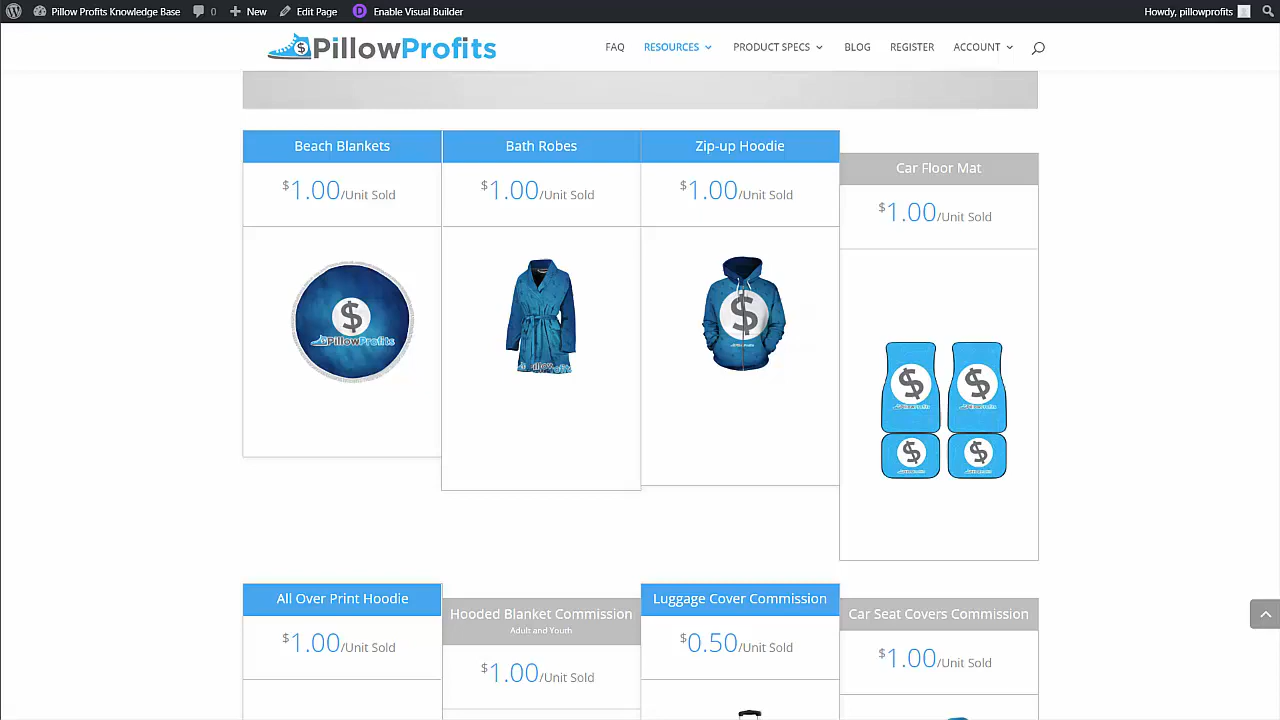 Pillow Profits Knowledge Base 0 New Edit Page Enable Visual Builder Howdy, pillowprofits
PillowProfits FAQ RESOURCES PRODUCT SPECS BLOG REGISTER ACCOUNT
Beach Blankets
$1.00/Unit Sold
$
PillowProfits
Bath Robes
$1.00/Unit Sold
Zip-up Hoodie
$1.00/Unit Sold
$
PillowProfits
Car Floor Mat
$1.00/Unit Sold
$ $
PillowProfits PillowProfits
$ $
All Over Print Hoodie
$1.00/Unit Sold
Hooded Blanket Commission
Adult and Youth
$1.00/Unit Sold
Luggage Cover Commission
$0.50/Unit Sold
Car Seat Covers Commission
$1.00/Unit Sold